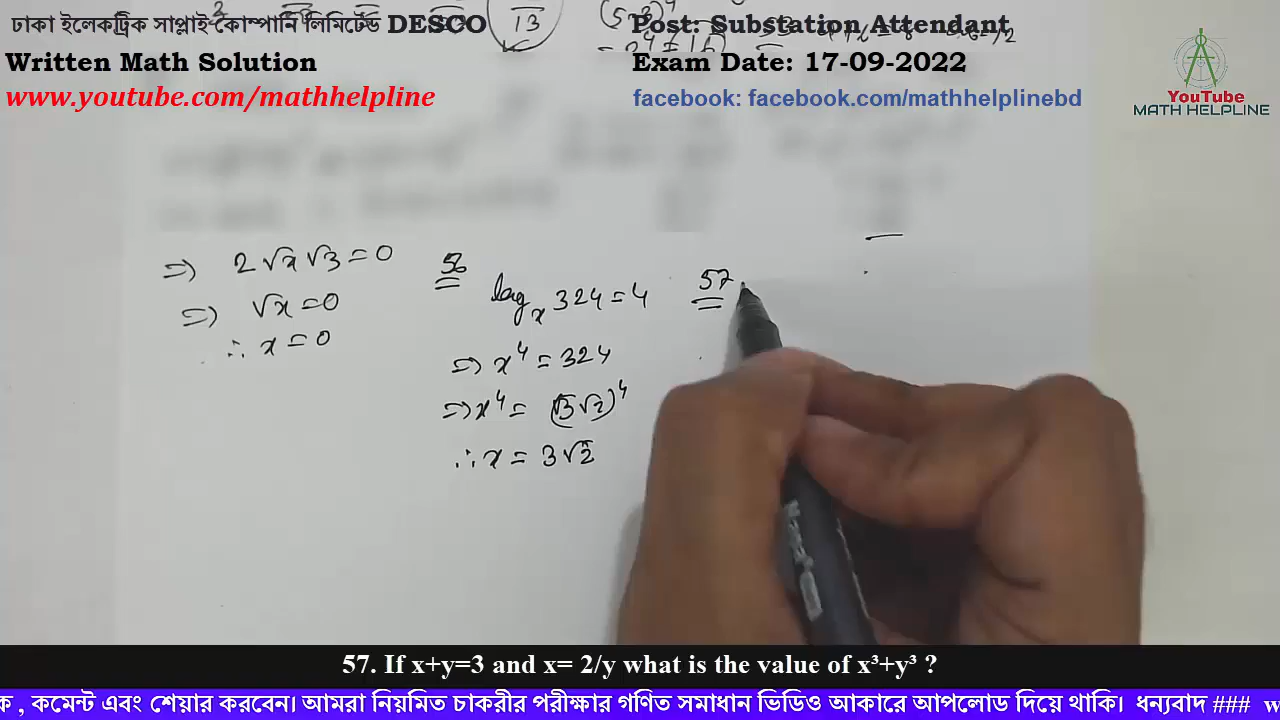 ঢাকা ইলেকট্রিক সাপ্লাই কোম্পানি লিমিটেড DESCO
Post: Substation Attendant
Written Math Solution
Exam Date: 17-09-2022
www.youtube.com/mathhelpline
facebook: facebook.com/mathhelplinebd
YouTube
MATH HELPLINE
13
⇒ 2√x√3=0
⇒ √x=0
∴ x=0
56
logₓ 324=4
⇒ x⁴=324
⇒ x⁴=(3√2)⁴
∴ x=3√2
57
57. If x+y=3 and x= 2/y what is the value of x³+y³ ?
ক , কমেন্ট এবং শেয়ার করবেন। আমরা নিয়মিত চাকরীর পরীক্ষার গণিত সমাধান ভিডিও আকারে আপলোড দিয়ে থাকি। ধন্যবাদ ### w